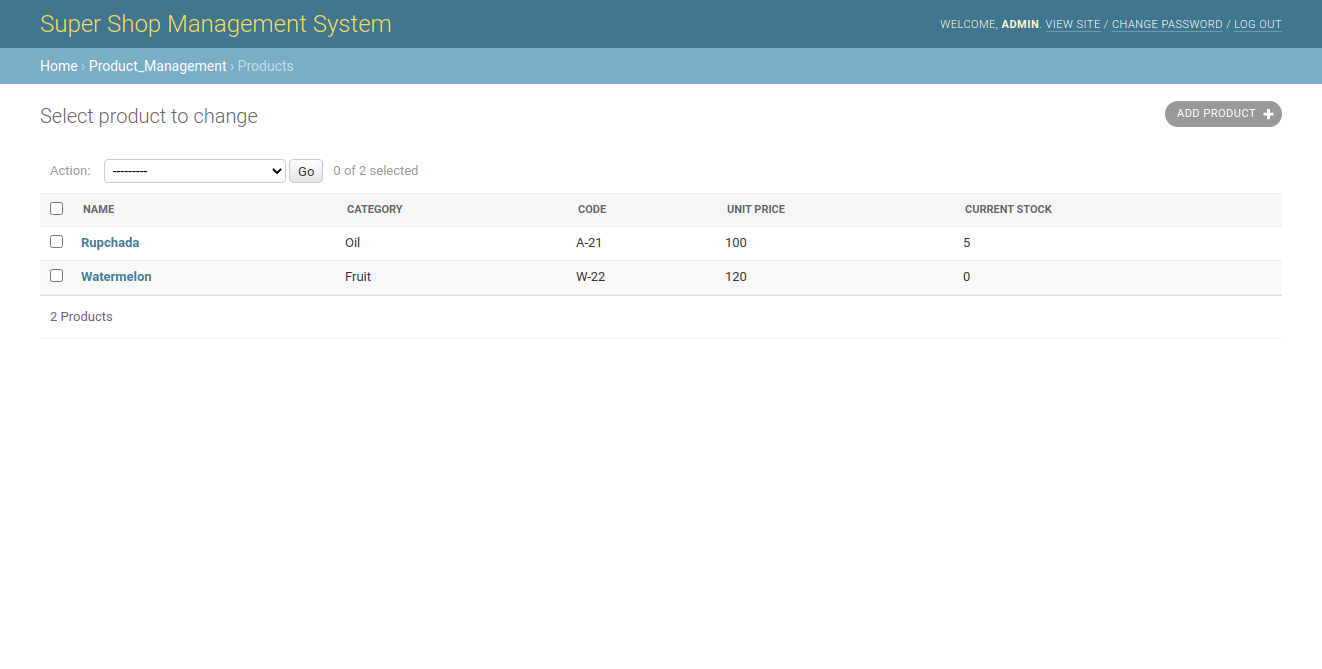 Super Shop Management System
WELCOME, ADMIN. VIEW SITE / CHANGE PASSWORD / LOG OUT
Home › Product_Management › Products
Select product to change
ADD PRODUCT +
Action: --------- Go 0 of 2 selected
NAME CATEGORY CODE UNIT PRICE CURRENT STOCK
Rupchada Oil A-21 100 5
Watermelon Fruit W-22 120 0
2 Products